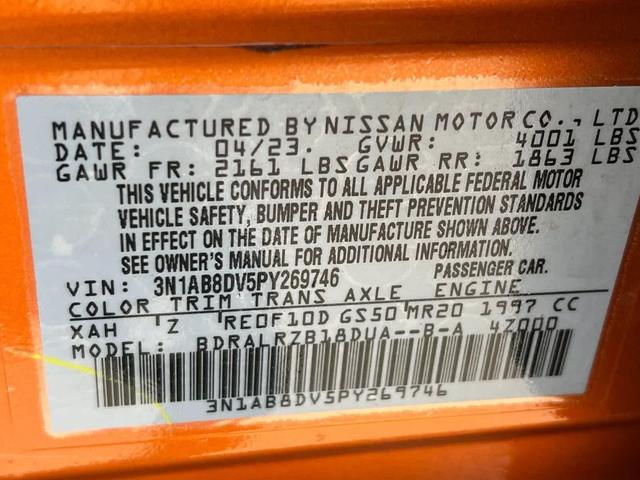 MANUFACTURED BY NISSAN MOTOR CO., LTD
DATE: 04/23. GVWR: 4001 LBS
GAWR FR: 2161 LBS GAWR RR: 1863 LBS
THIS VEHICLE CONFORMS TO ALL APPLICABLE FEDERAL MOTOR
VEHICLE SAFETY, BUMPER AND THEFT PREVENTION STANDARDS
IN EFFECT ON THE DATE OF MANUFACTURE SHOWN ABOVE.
SEE OWNER'S MANUAL FOR ADDITIONAL INFORMATION.
VIN: 3N1AB8DV5PY269746 PASSENGER CAR.
COLOR TRIM TRANS AXLE ENGINE
XAH Z RE0F10D GS50 MR20 1997 CC
MODEL: BDRALRZB18DUA--B-A 4Z000
3N1AB8DV5PY269746